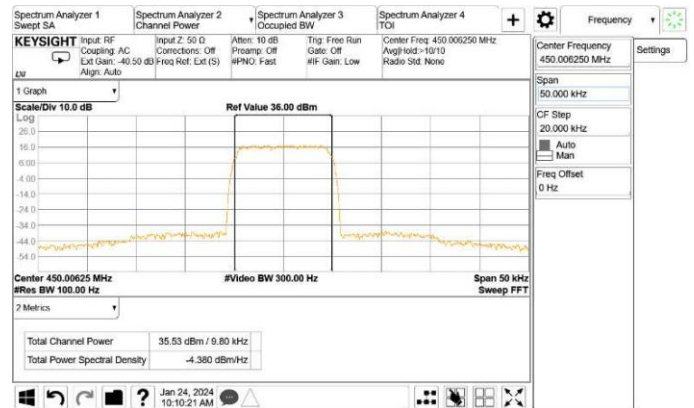 Spectrum Analyzer 1
Swept SA
Spectrum Analyzer 2
Channel Power
Spectrum Analyzer 3
Occupied BW
Spectrum Analyzer 4
TOI
+
Frequency
KEYSIGHT
Input: RF
Coupling: AC
Ext Gain: -40.50 dB
Align: Auto
Input Z: 50 Ω
Corrections: Off
Freq Ref: Ext (S)
Atten: 10 dB
Preamp: Off
#PNO: Fast
Trig: Free Run
Gate: Off
#IF Gain: Low
Center Freq: 450.006250 MHz
Avg|Hold:>10/10
Radio Std: None
LXI
Center Frequency
450.006250 MHz
Settings
Span
50.000 kHz
CF Step
20.000 kHz
Auto
Man
Freq Offset
0 Hz
1 Graph
Scale/Div 10.0 dB
Ref Value 36.00 dBm
Log
26.0
16.0
6.00
-4.00
-14.0
-24.0
-34.0
-44.0
-54.0
Center 450.00625 MHz
#Video BW 300.00 Hz
Span 50 kHz
#Res BW 100.00 Hz
Sweep FFT
2 Metrics
Total Channel Power
35.53 dBm / 9.80 kHz
Total Power Spectral Density
-4.380 dBm/Hz
?
Jan 24, 2024
10:10:21 AM